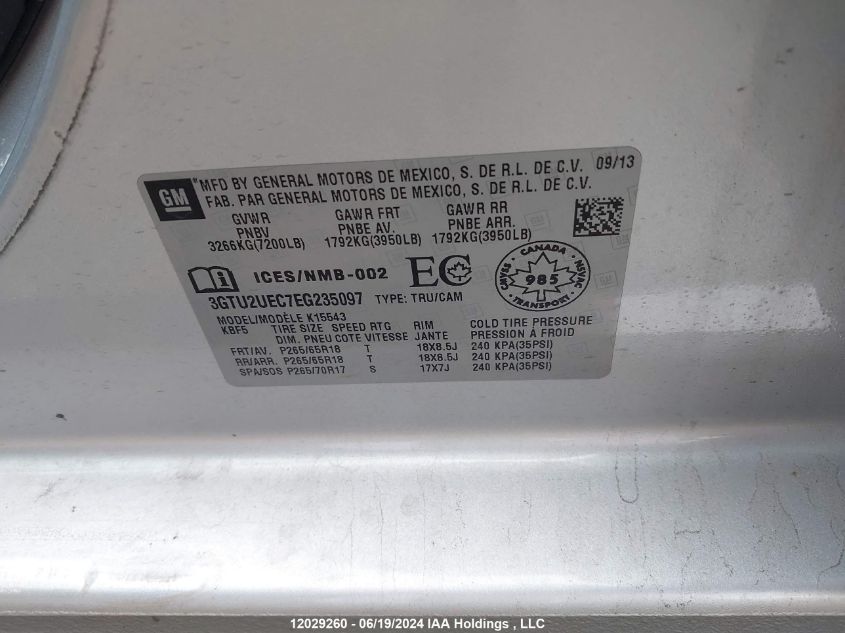 GM
*MFD BY GENERAL MOTORS DE MEXICO, S. DE R.L. DE C.V. 09/13
FAB. PAR GENERAL MOTORS DE MEXICO, S. DE R.L. DE C.V.
GVWR GAWR FRT GAWR RR
PNBV PNBE AV. PNBE ARR.
3266KG(7200LB) 1792KG(3950LB) 1792KG(3950LB)
ICES/NMB-002 EC
CANADA
CMVSS 985 NSVAC
TRANSPORT
3GTU2UEC7EG235097 TYPE: TRU/CAM
MODEL/MODÈLE K15543
KBF5 TIRE SIZE SPEED RTG RIM COLD TIRE PRESSURE
DIM. PNEU COTE VITESSE JANTE PRESSION À FROID
FRT/AV. P265/65R18 T 18X8.5J 240 KPA(35PSI)
RR/ARR. P265/65R18 T 18X8.5J 240 KPA(35PSI)
SPA/SOS P265/70R17 S 17X7J 240 KPA(35PSI)
12029260 - 06/19/2024 IAA Holdings , LLC